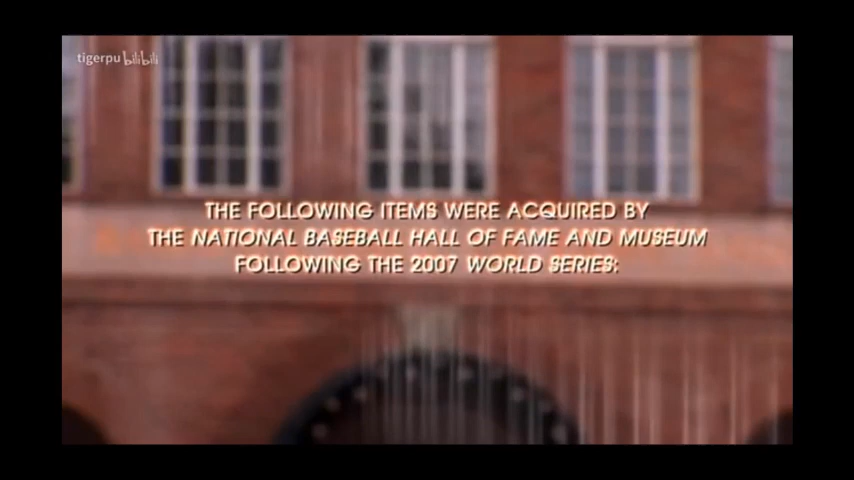 tigerpu bilibili
THE FOLLOWING ITEMS WERE ACQUIRED BY
THE NATIONAL BASEBALL HALL OF FAME AND MUSEUM
FOLLOWING THE 2007 WORLD SERIES: